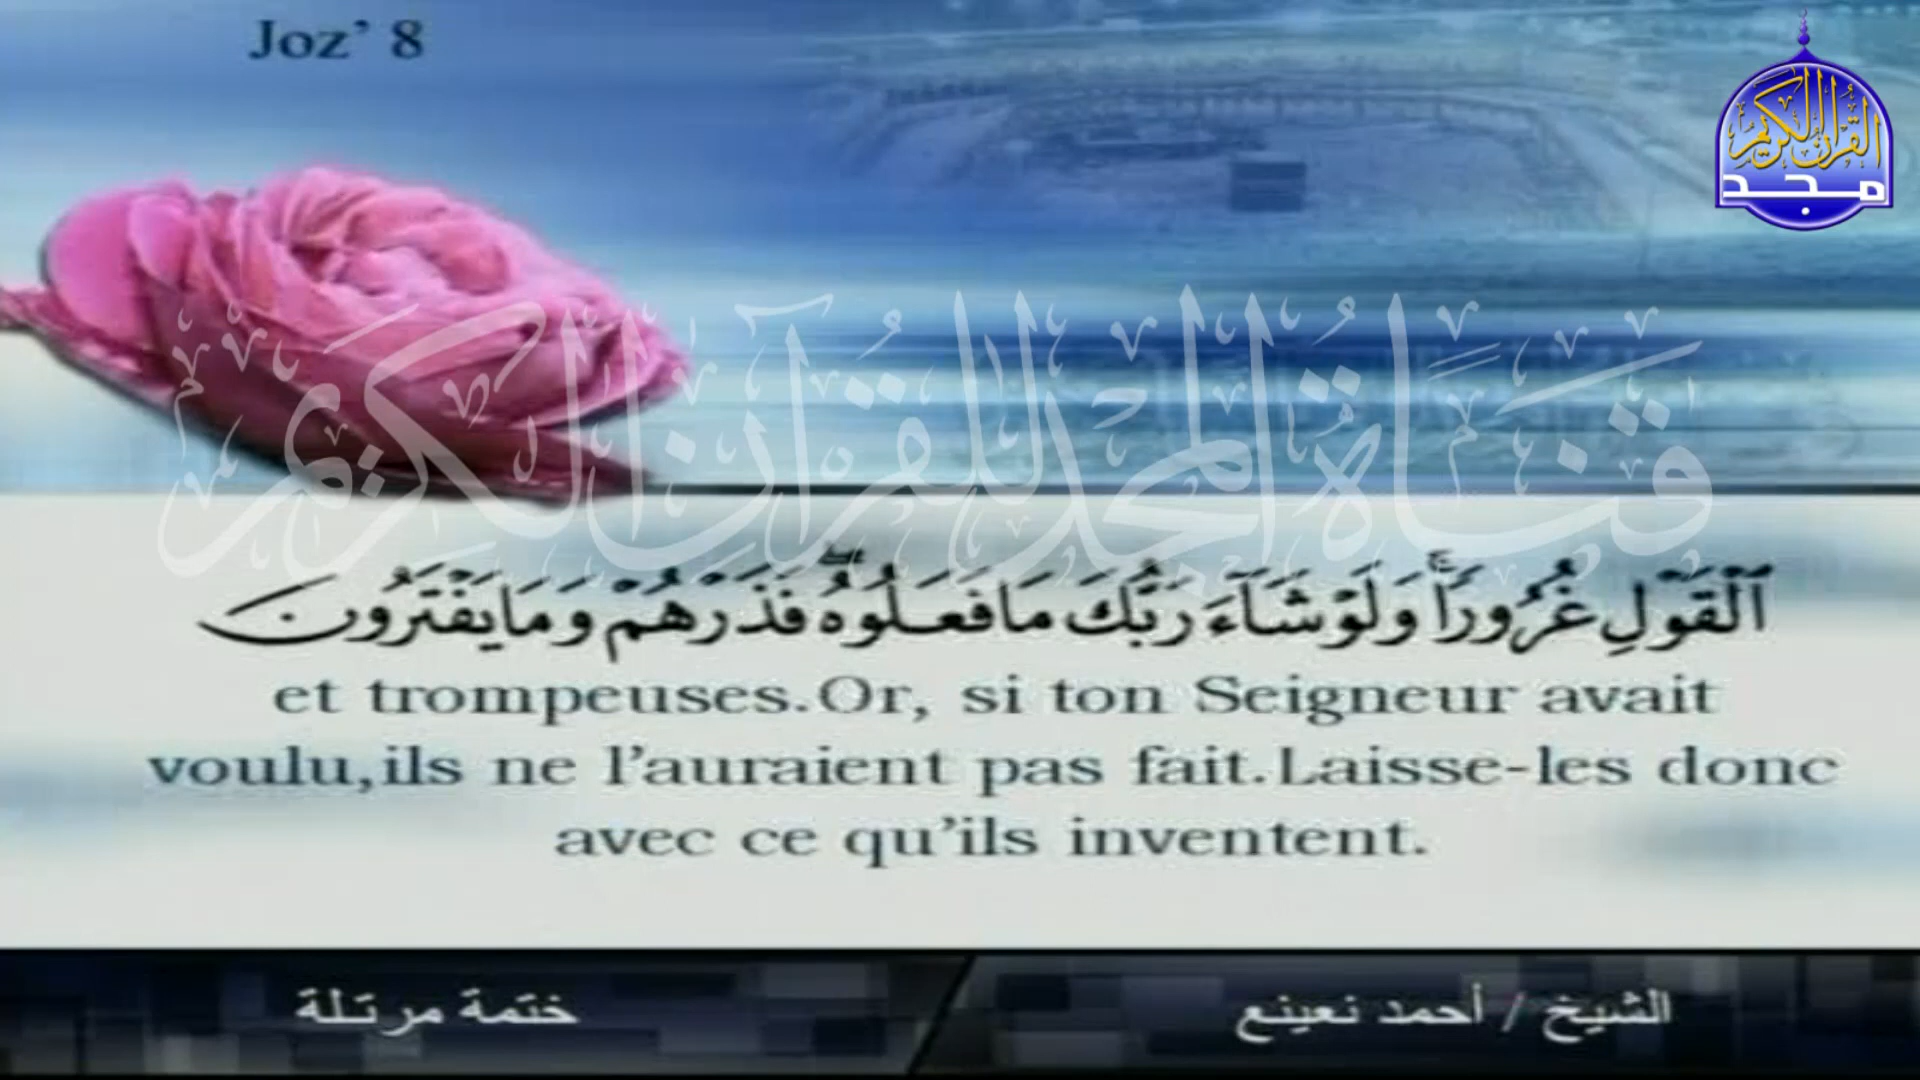 Joz’ 8
القرآن الكريم
مجد
قناة المجد للقرآن الكريم
ٱلْقَوْلِ غُرُورًۭا ۚ وَلَوْ شَآءَ رَبُّكَ مَا فَعَلُوهُ ۖ فَذَرْهُمْ وَمَا يَفْتَرُونَ
et trompeuses.Or, si ton Seigneur avait
voulu,ils ne l’auraient pas fait.Laisse-les donc
avec ce qu’ils inventent.
الشيخ / أحمد نعينع
ختمة مرتلة